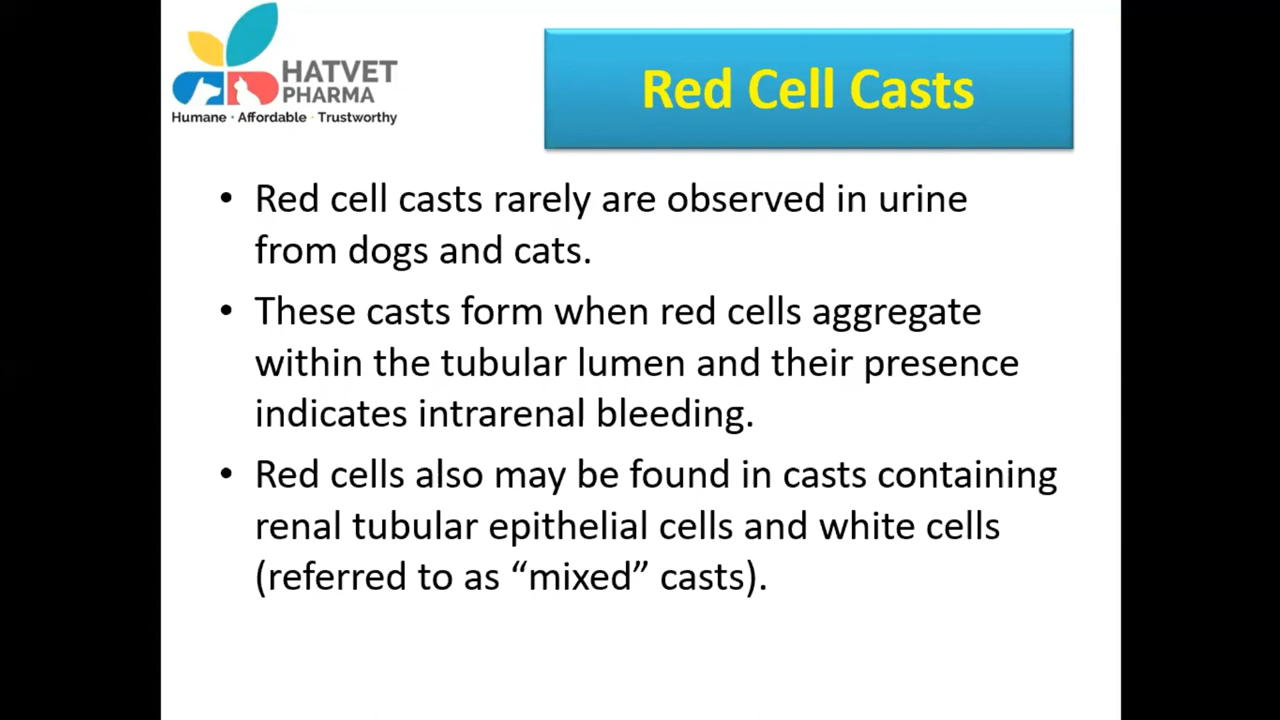 HATVET
PHARMA
Humane · Affordable · Trustworthy
Red Cell Casts
• Red cell casts rarely are observed in urine
from dogs and cats.
• These casts form when red cells aggregate
within the tubular lumen and their presence
indicates intrarenal bleeding.
• Red cells also may be found in casts containing
renal tubular epithelial cells and white cells
(referred to as “mixed” casts).